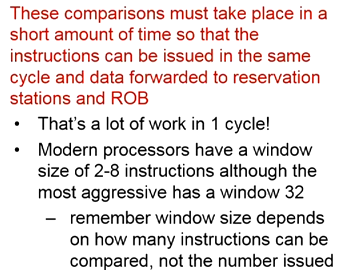 These comparisons must take place in a
short amount of time so that the
instructions can be issued in the same
cycle and data forwarded to reservation
stations and ROB
• That's a lot of work in 1 cycle!
• Modern processors have a window
size of 2-8 instructions although the
most aggressive has a window 32
– remember window size depends
on how many instructions can be
compared, not the number issued